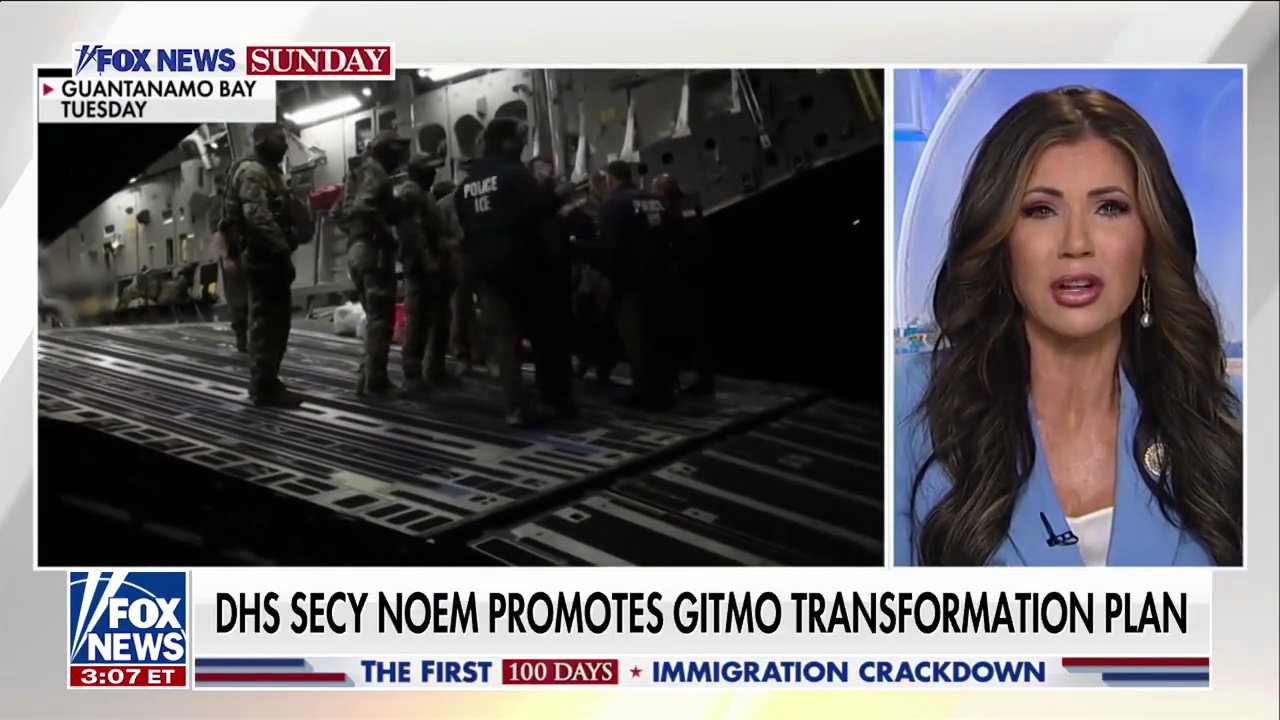 FOX NEWS SUNDAY
GUANTANAMO BAY
TUESDAY
POLICE
ICE
DHS SECY NOEM PROMOTES GITMO TRANSFORMATION PLAN
FOX
NEWS
3:07 ET
THE FIRST 100 DAYS IMMIGRATION CRACKDOWN